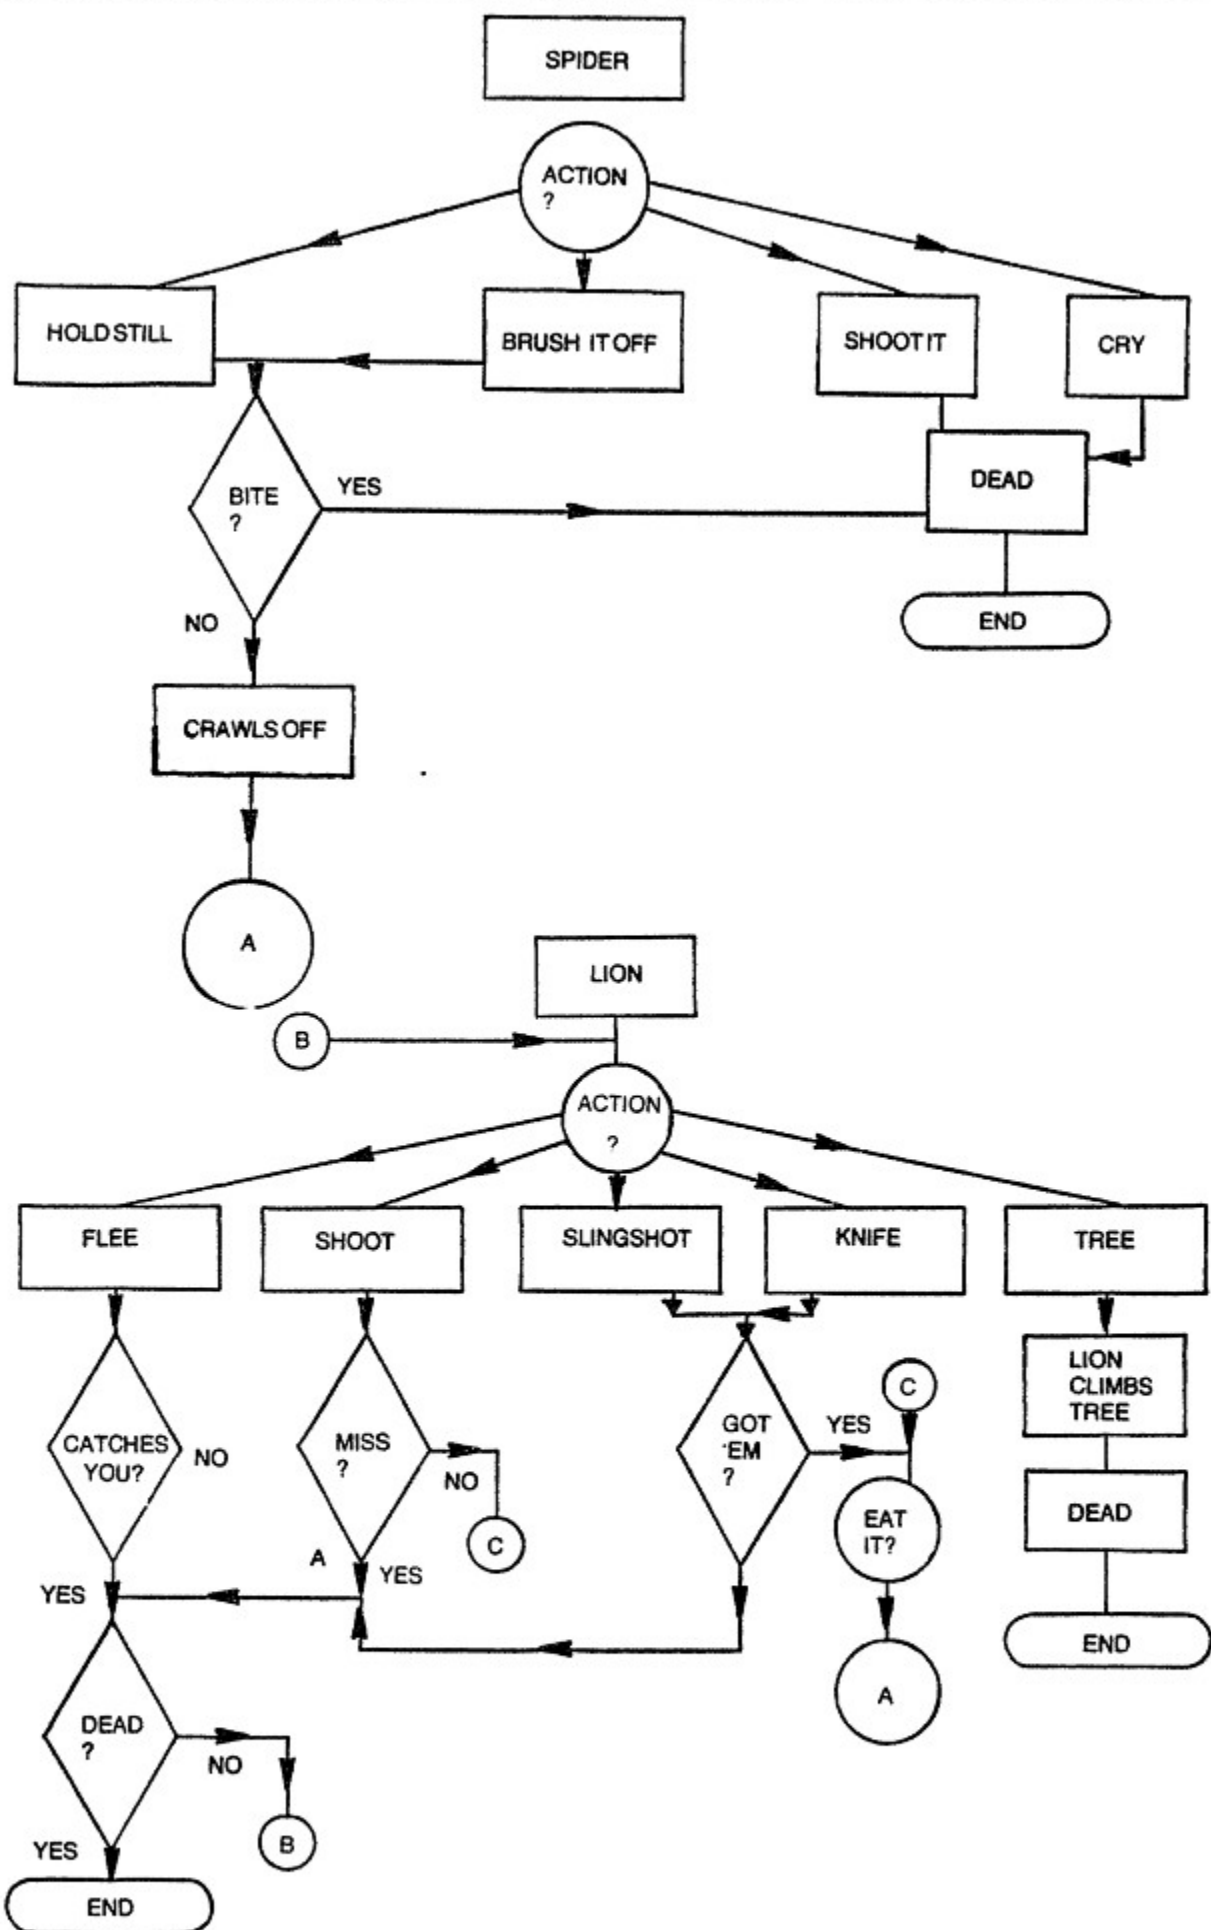 SPIDER
ACTION
?
HOLD STILL
BRUSH IT OFF
SHOOT IT
CRY
BITE
?
YES
DEAD
NO
END
CRAWLS OFF
A
LION
B
ACTION
?
FLEE
SHOOT
SLINGSHOT
KNIFE
TREE
CATCHES
YOU?
NO
MISS
?
NO
C
A
YES
GOT
'EM
?
YES
C
EAT
IT?
A
LION
CLIMBS
TREE
DEAD
END
YES
DEAD
?
NO
B
YES
END